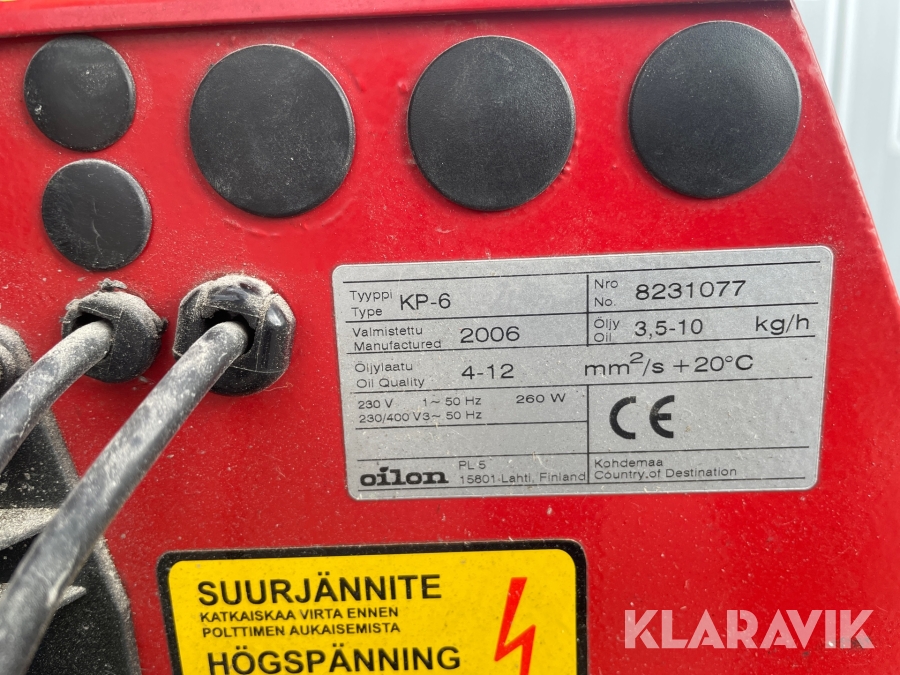 Tyyppi
Type KP-6
Nro
No. 8231077
Valmistettu
Manufactured 2006
Öljy
Oil 3,5-10 kg/h
Öljylaatu
Oil Quality 4-12 mm²/s +20°C
230 V 1~ 50 Hz 260 W
230/400 V3~ 50 Hz
CE
oilon PL 5
15801-Lahti, Finland
Kohdemaa
Country of Destination
SUURJÄNNITE
KATKAISKAA VIRTA ENNEN
POLTTIMEN AUKAISEMISTA
HÖGSPÄNNING
KLARAVIK